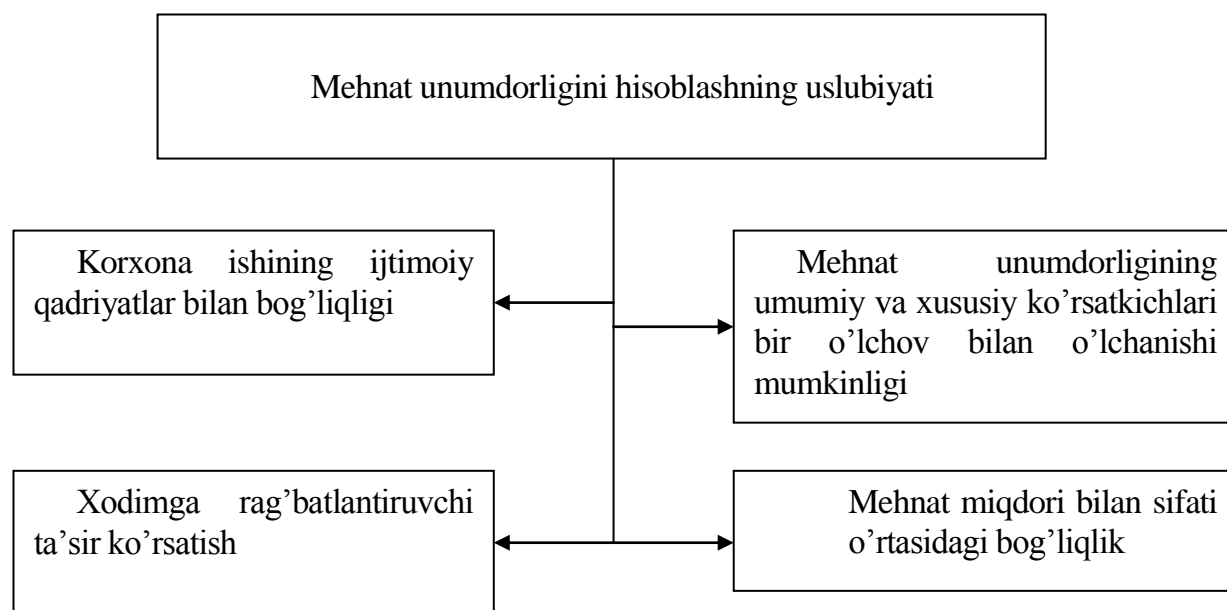 Mehnat unumdorligini hisoblashning uslubiyati
Korxona ishining ijtimoiy
qadriyatlar bilan bog’liqligi
Mehnat unumdorligining
umumiy va xususiy ko’rsatkichlari
bir o’lchov bilan o’lchanishi
mumkinligi
Xodimga rag’batlantiruvchi
ta’sir ko’rsatish
Mehnat miqdori bilan sifati
o’rtasidagi bog’liqlik